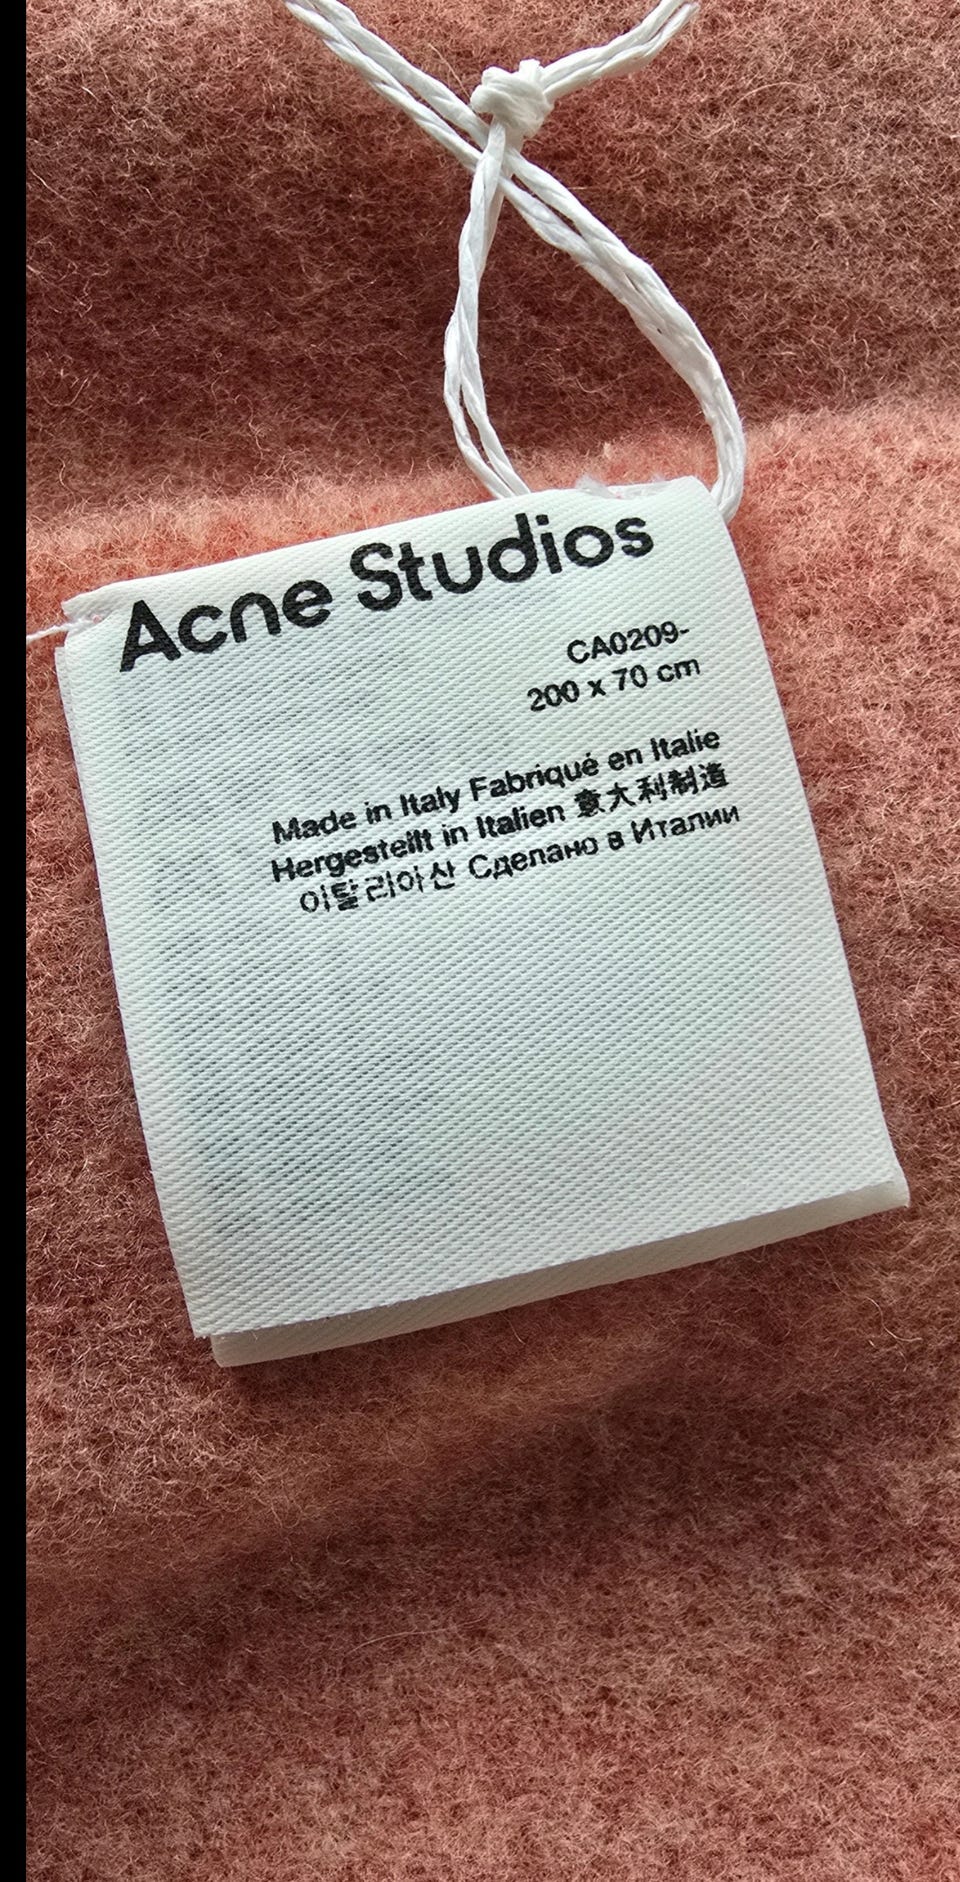 Acne Studios
CA0209-
200 x 70 cm
Made in Italy Fabriqué en Italie
Hergestellt in Italien 意大利制造
이탈리아산 Сделано в Италии